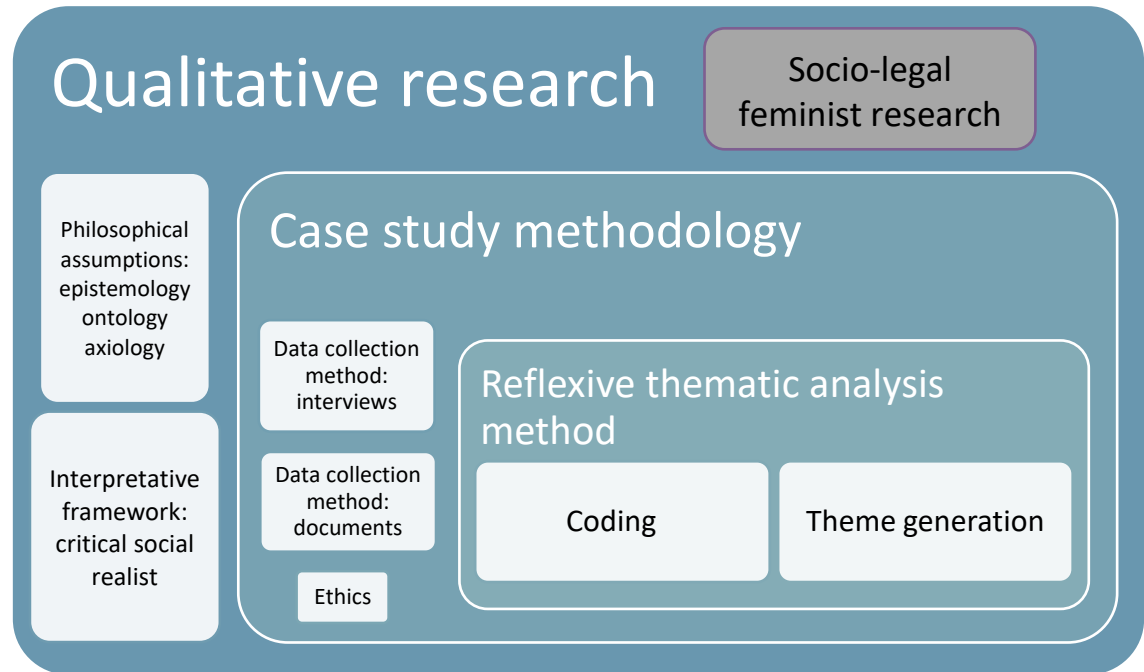 Qualitative research
Socio-legal
feminist research
Philosophical
assumptions:
epistemology
ontology
axiology
Interpretative
framework:
critical social
realist
Case study methodology
Data collection
method:
interviews
Data collection
method:
documents
Ethics
Reflexive thematic analysis
method
Coding
Theme generation